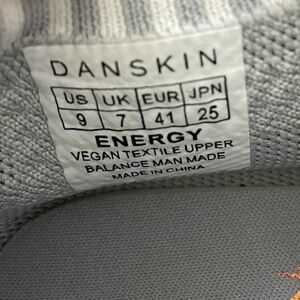 DANSKIN
US UK EUR JPN
9 7 41 25
ENERGY
VEGAN TEXTILE UPPER
BALANCE MAN MADE
MADE IN CHINA